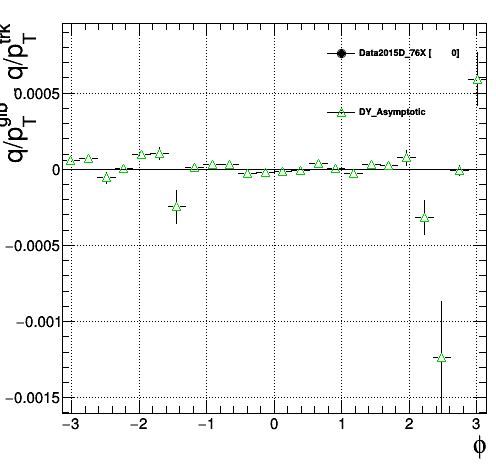 q/p_T^glb q/p_T^trk
Data2015D_76X [ 0]
DY_Asymptotic
0.0005
0
−0.0005
−0.001
−0.0015
−3 −2 −1 0 1 2 3
ϕ